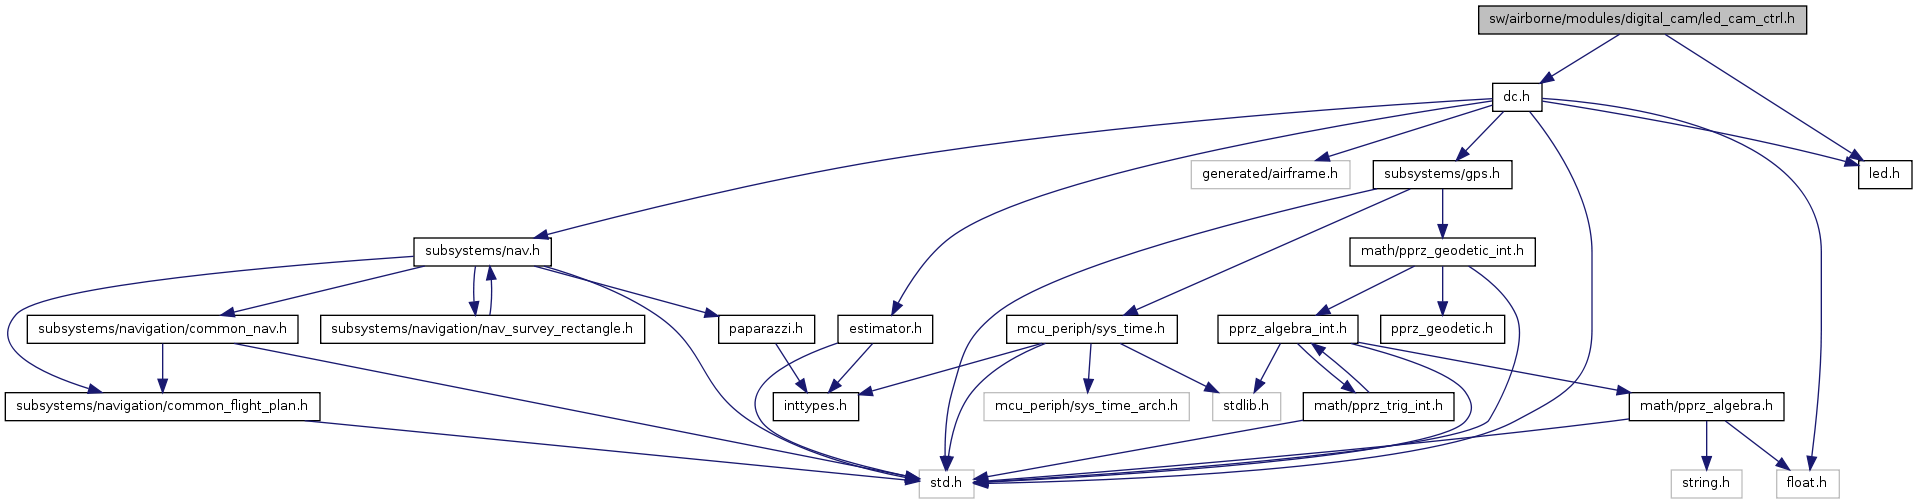 sw/airborne/modules/digital_cam/led_cam_ctrl.h
dc.h
generated/airframe.h
subsystems/gps.h
led.h
subsystems/nav.h
math/pprz_geodetic_int.h
subsystems/navigation/common_nav.h
subsystems/navigation/nav_survey_rectangle.h
paparazzi.h
estimator.h
mcu_periph/sys_time.h
pprz_algebra_int.h
pprz_geodetic.h
subsystems/navigation/common_flight_plan.h
inttypes.h
mcu_periph/sys_time_arch.h
stdlib.h
math/pprz_trig_int.h
math/pprz_algebra.h
std.h
string.h
float.h